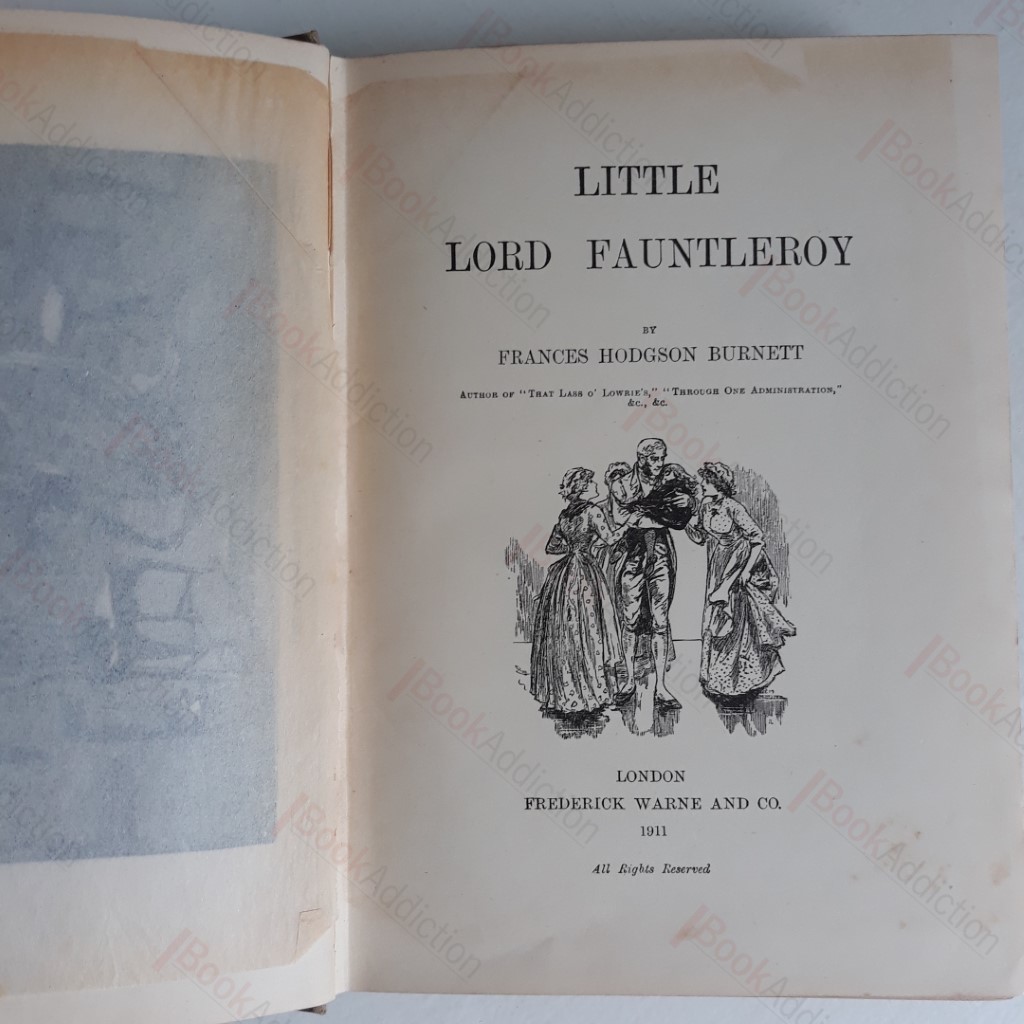 LITTLE
LORD FAUNTLEROY
BY
FRANCES HODGSON BURNETT
AUTHOR OF "THAT LASS O' LOWRIE'S," "THROUGH ONE ADMINISTRATION,"
&C., &C.
LONDON
FREDERICK WARNE AND CO.
1911
All Rights Reserved
BookAddiction